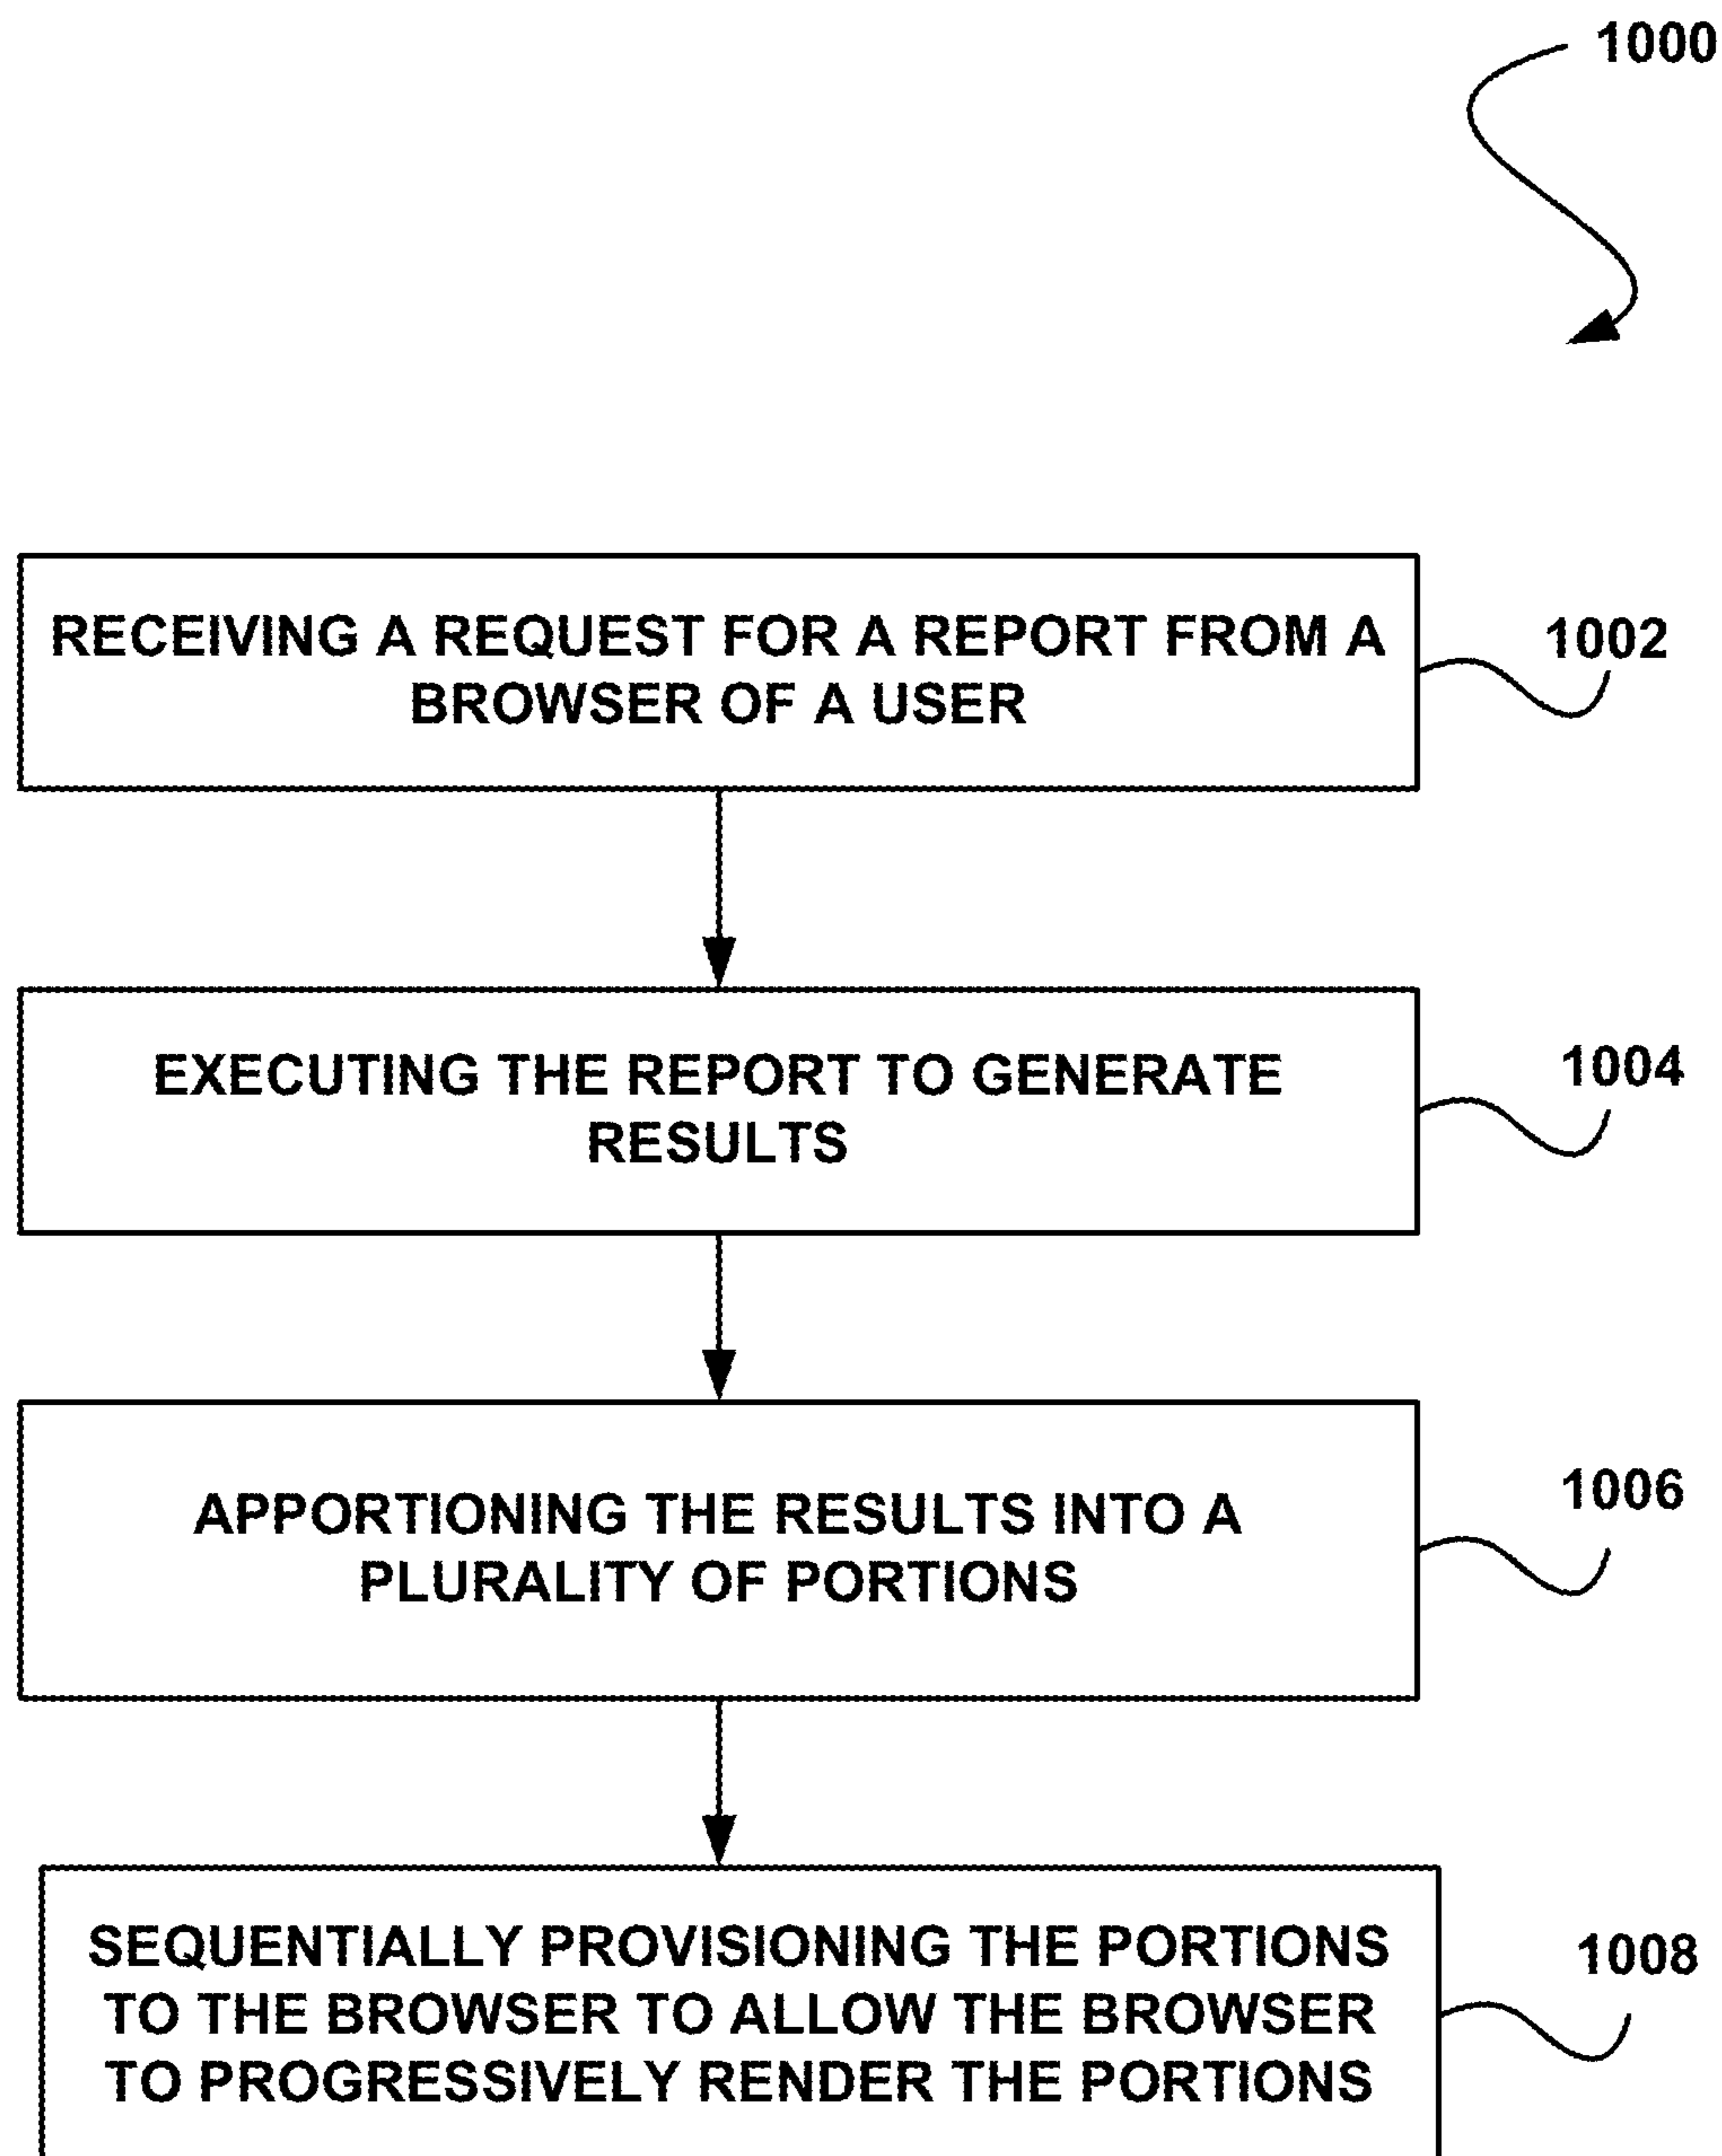 1000
RECEIVING A REQUEST FOR A REPORT FROM A
BROWSER OF A USER
1002
EXECUTING THE REPORT TO GENERATE
RESULTS
1004
APPORTIONING THE RESULTS INTO A
PLURALITY OF PORTIONS
1006
SEQUENTIALLY PROVISIONING THE PORTIONS
TO THE BROWSER TO ALLOW THE BROWSER
TO PROGRESSIVELY RENDER THE PORTIONS
1008